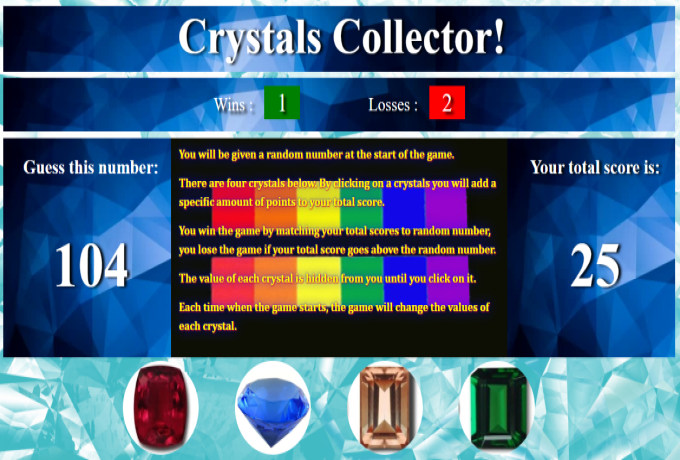 Crystals Collector!
Wins : 1 Losses : 2
Guess this number:
104
You will be given a random number at the start of the game.
There are four crystals below. By clicking on a crystals you will add a
specific amount of points to your total score.
You win the game by matching your total scores to random number,
you lose the game if your total score goes above the random number.
The value of each crystal is hidden from you until you click on it.
Each time when the game starts, the game will change the values of
each crystal.
Your total score is:
25